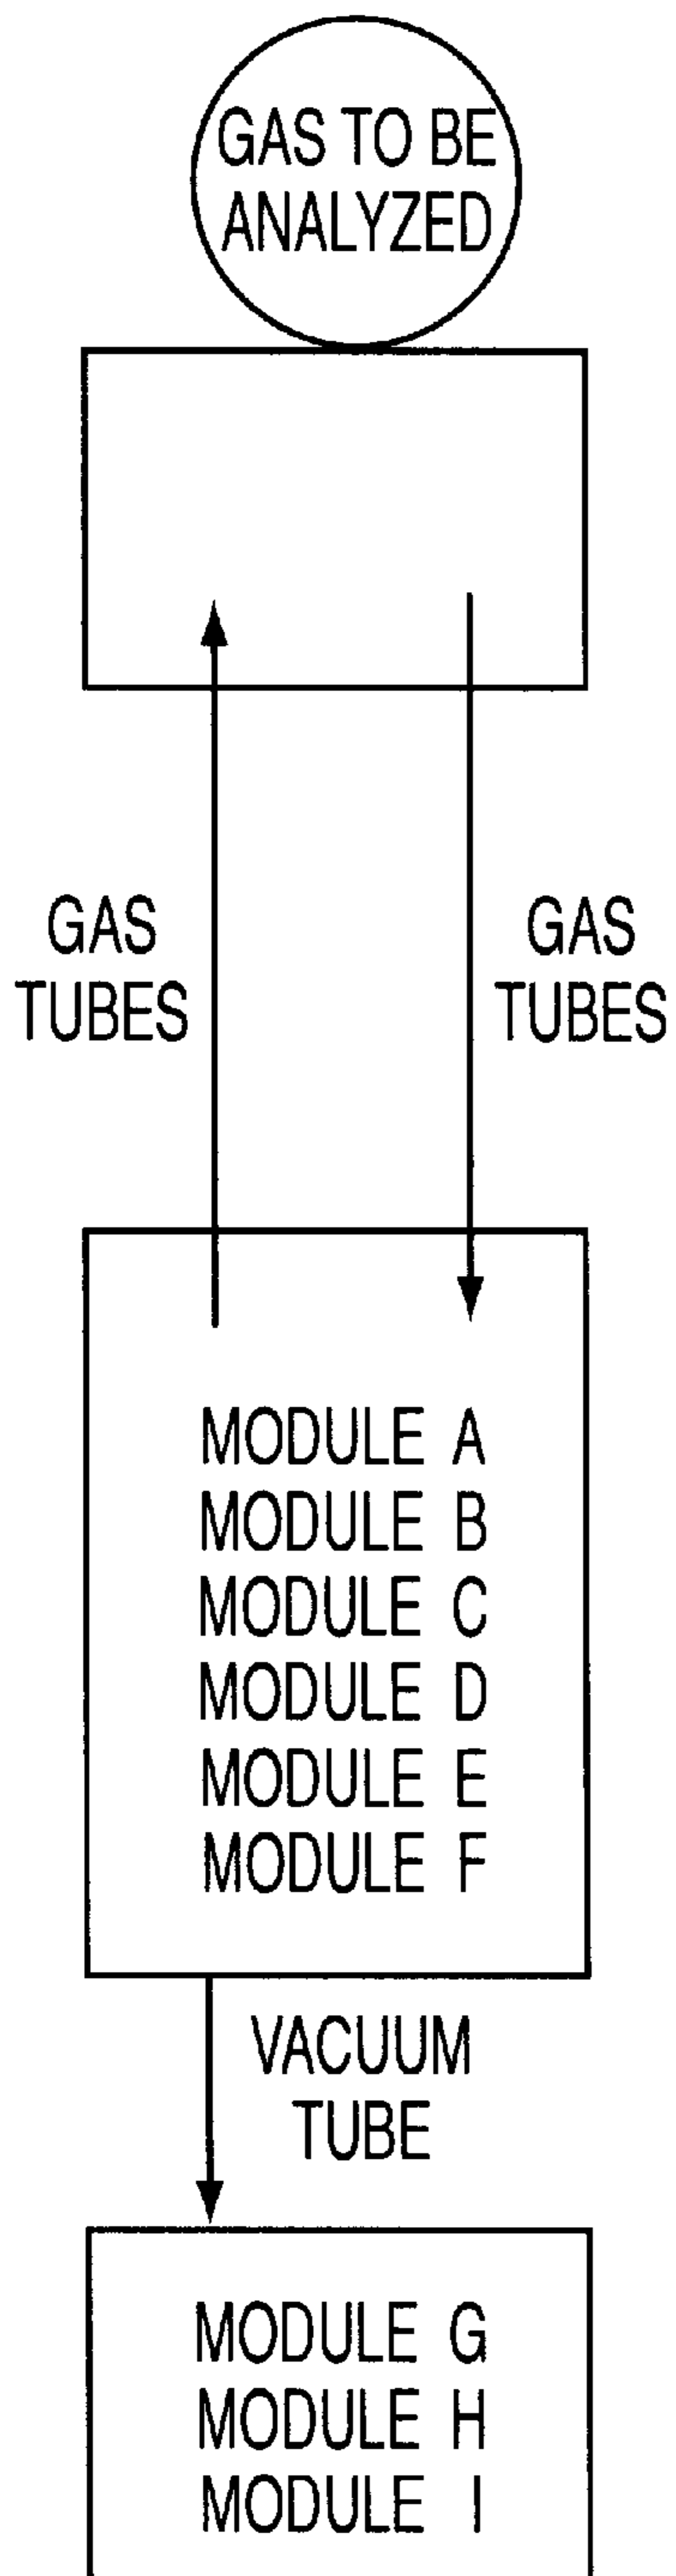 GAS TO BE
ANALYZED
GAS
TUBES
GAS
TUBES
MODULE A
MODULE B
MODULE C
MODULE D
MODULE E
MODULE F
VACUUM
TUBE
MODULE G
MODULE H
MODULE I